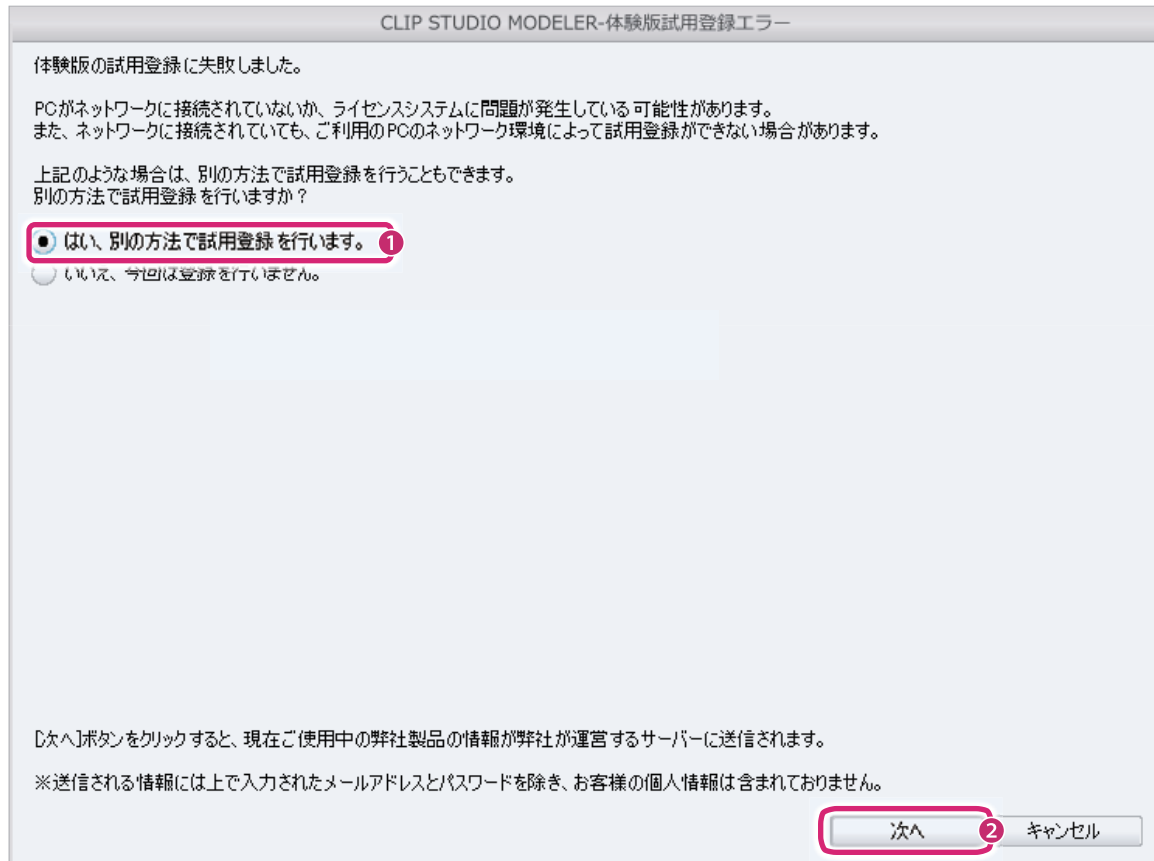 CLIP STUDIO MODELER-体験版試用登録エラー
体験版の試用登録に失敗しました。
PCがネットワークに接続されていないか、ライセンスシステムに問題が発生している可能性があります。
また、ネットワークに接続されていても、ご利用のPCのネットワーク環境によって試用登録ができない場合があります。
上記のような場合は、別の方法で試用登録を行うこともできます。
別の方法で試用登録を行いますか？
はい、別の方法で試用登録を行います。 1
いいえ、今回は登録を行いません。
[次へ]ボタンをクリックすると、現在ご使用中の弊社製品の情報が弊社が運営するサーバーに送信されます。
※送信される情報には上で入力されたメールアドレスとパスワードを除き、お客様の個人情報は含まれておりません。
次へ 2 キャンセル